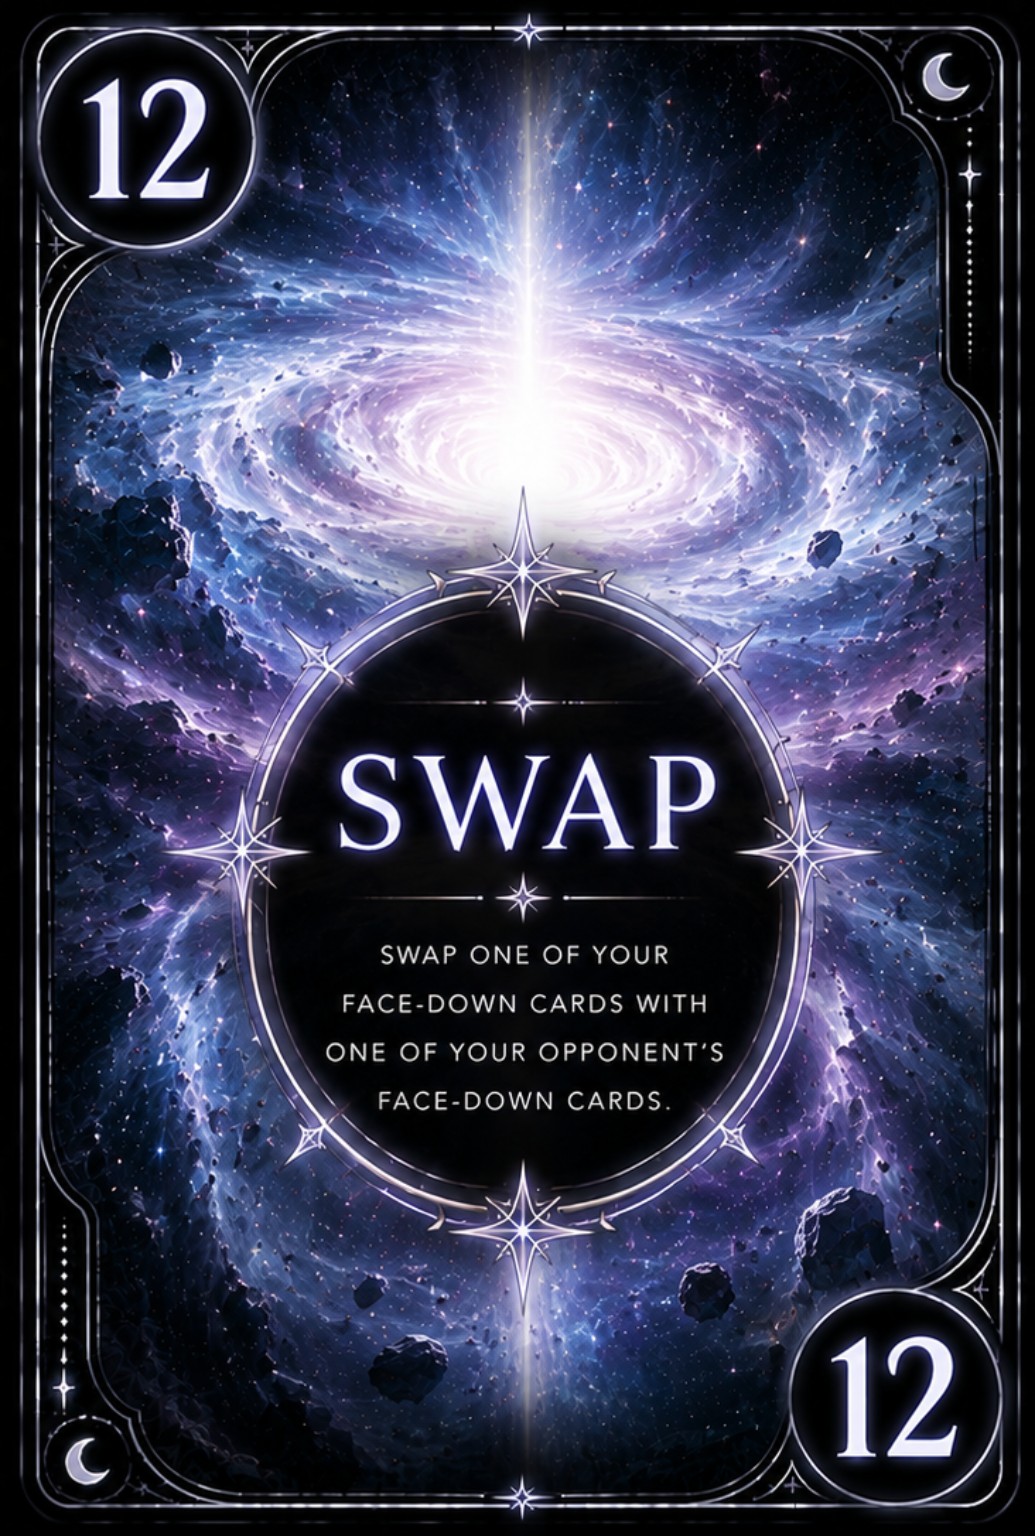 12
SWAP
SWAP ONE OF YOUR
FACE-DOWN CARDS WITH
ONE OF YOUR OPPONENT'S
FACE-DOWN CARDS.
12